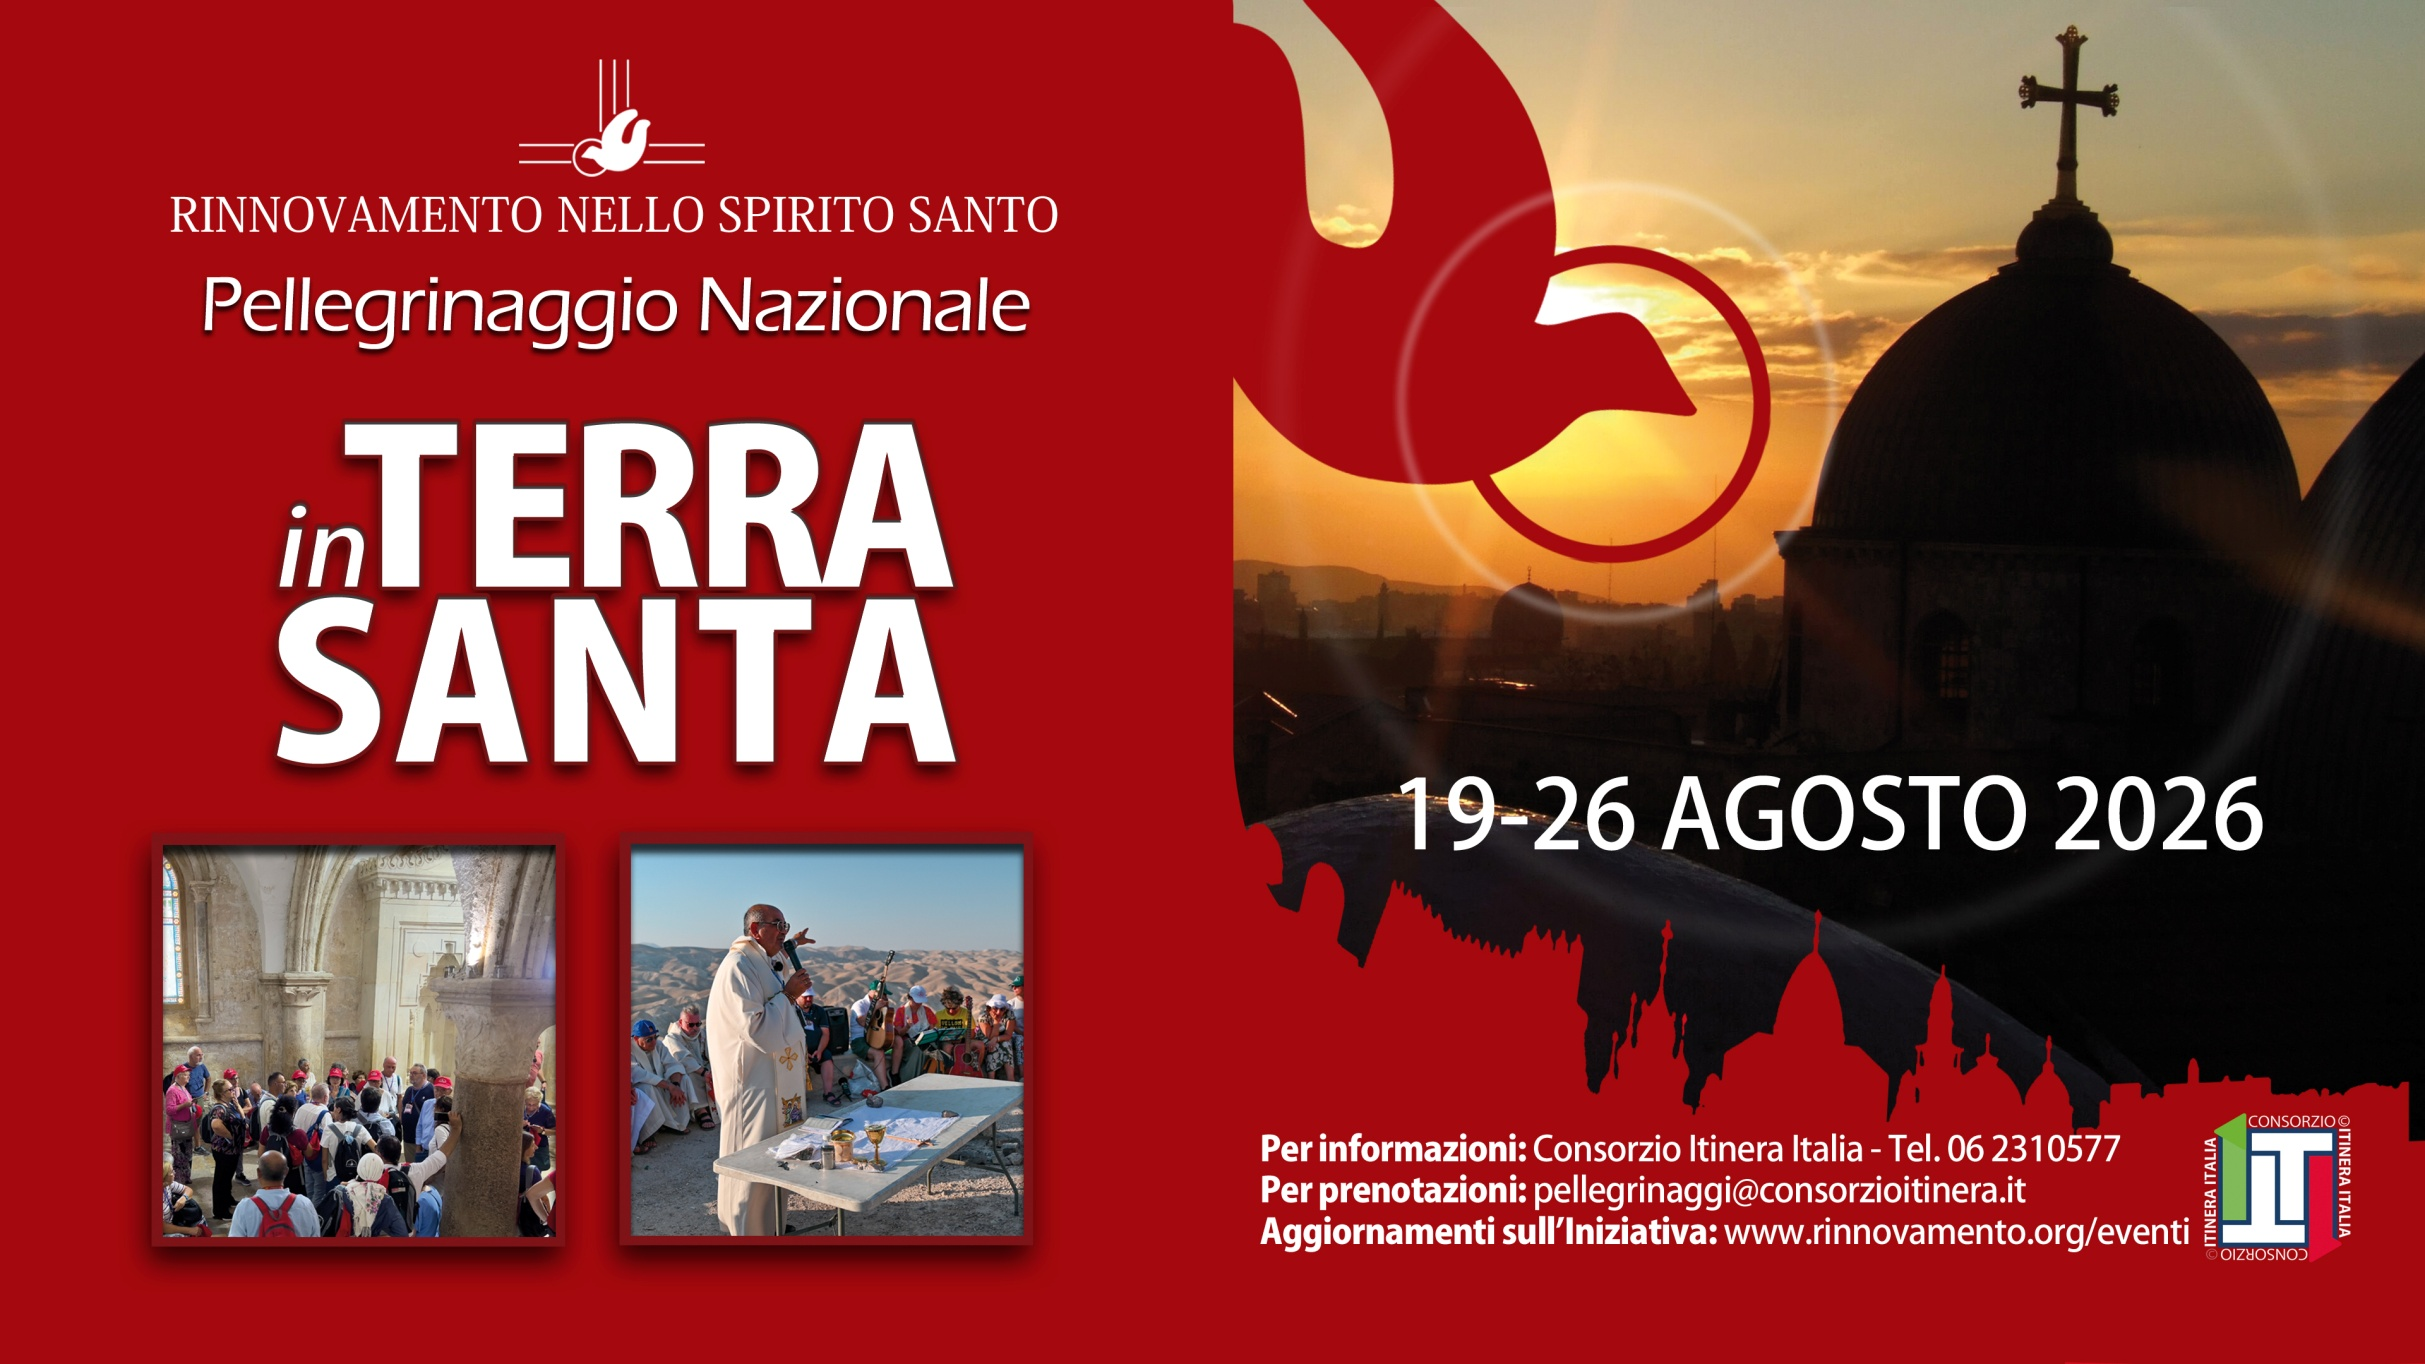 RINNOVAMENTO NELLO SPIRITO SANTO
Pellegrinaggio Nazionale
in TERRA
SANTA
19-26 AGOSTO 2026
Per informazioni: Consorzio Itinera Italia - Tel. 06 2310577
Per prenotazioni: pellegrinaggi@consorzioitinera.it
Aggiornamenti sull'Iniziativa: www.rinnovamento.org/eventi
CONSORZIO©
ITINERA ITALIA
©CONSORZIO
ITINERA ITALIA